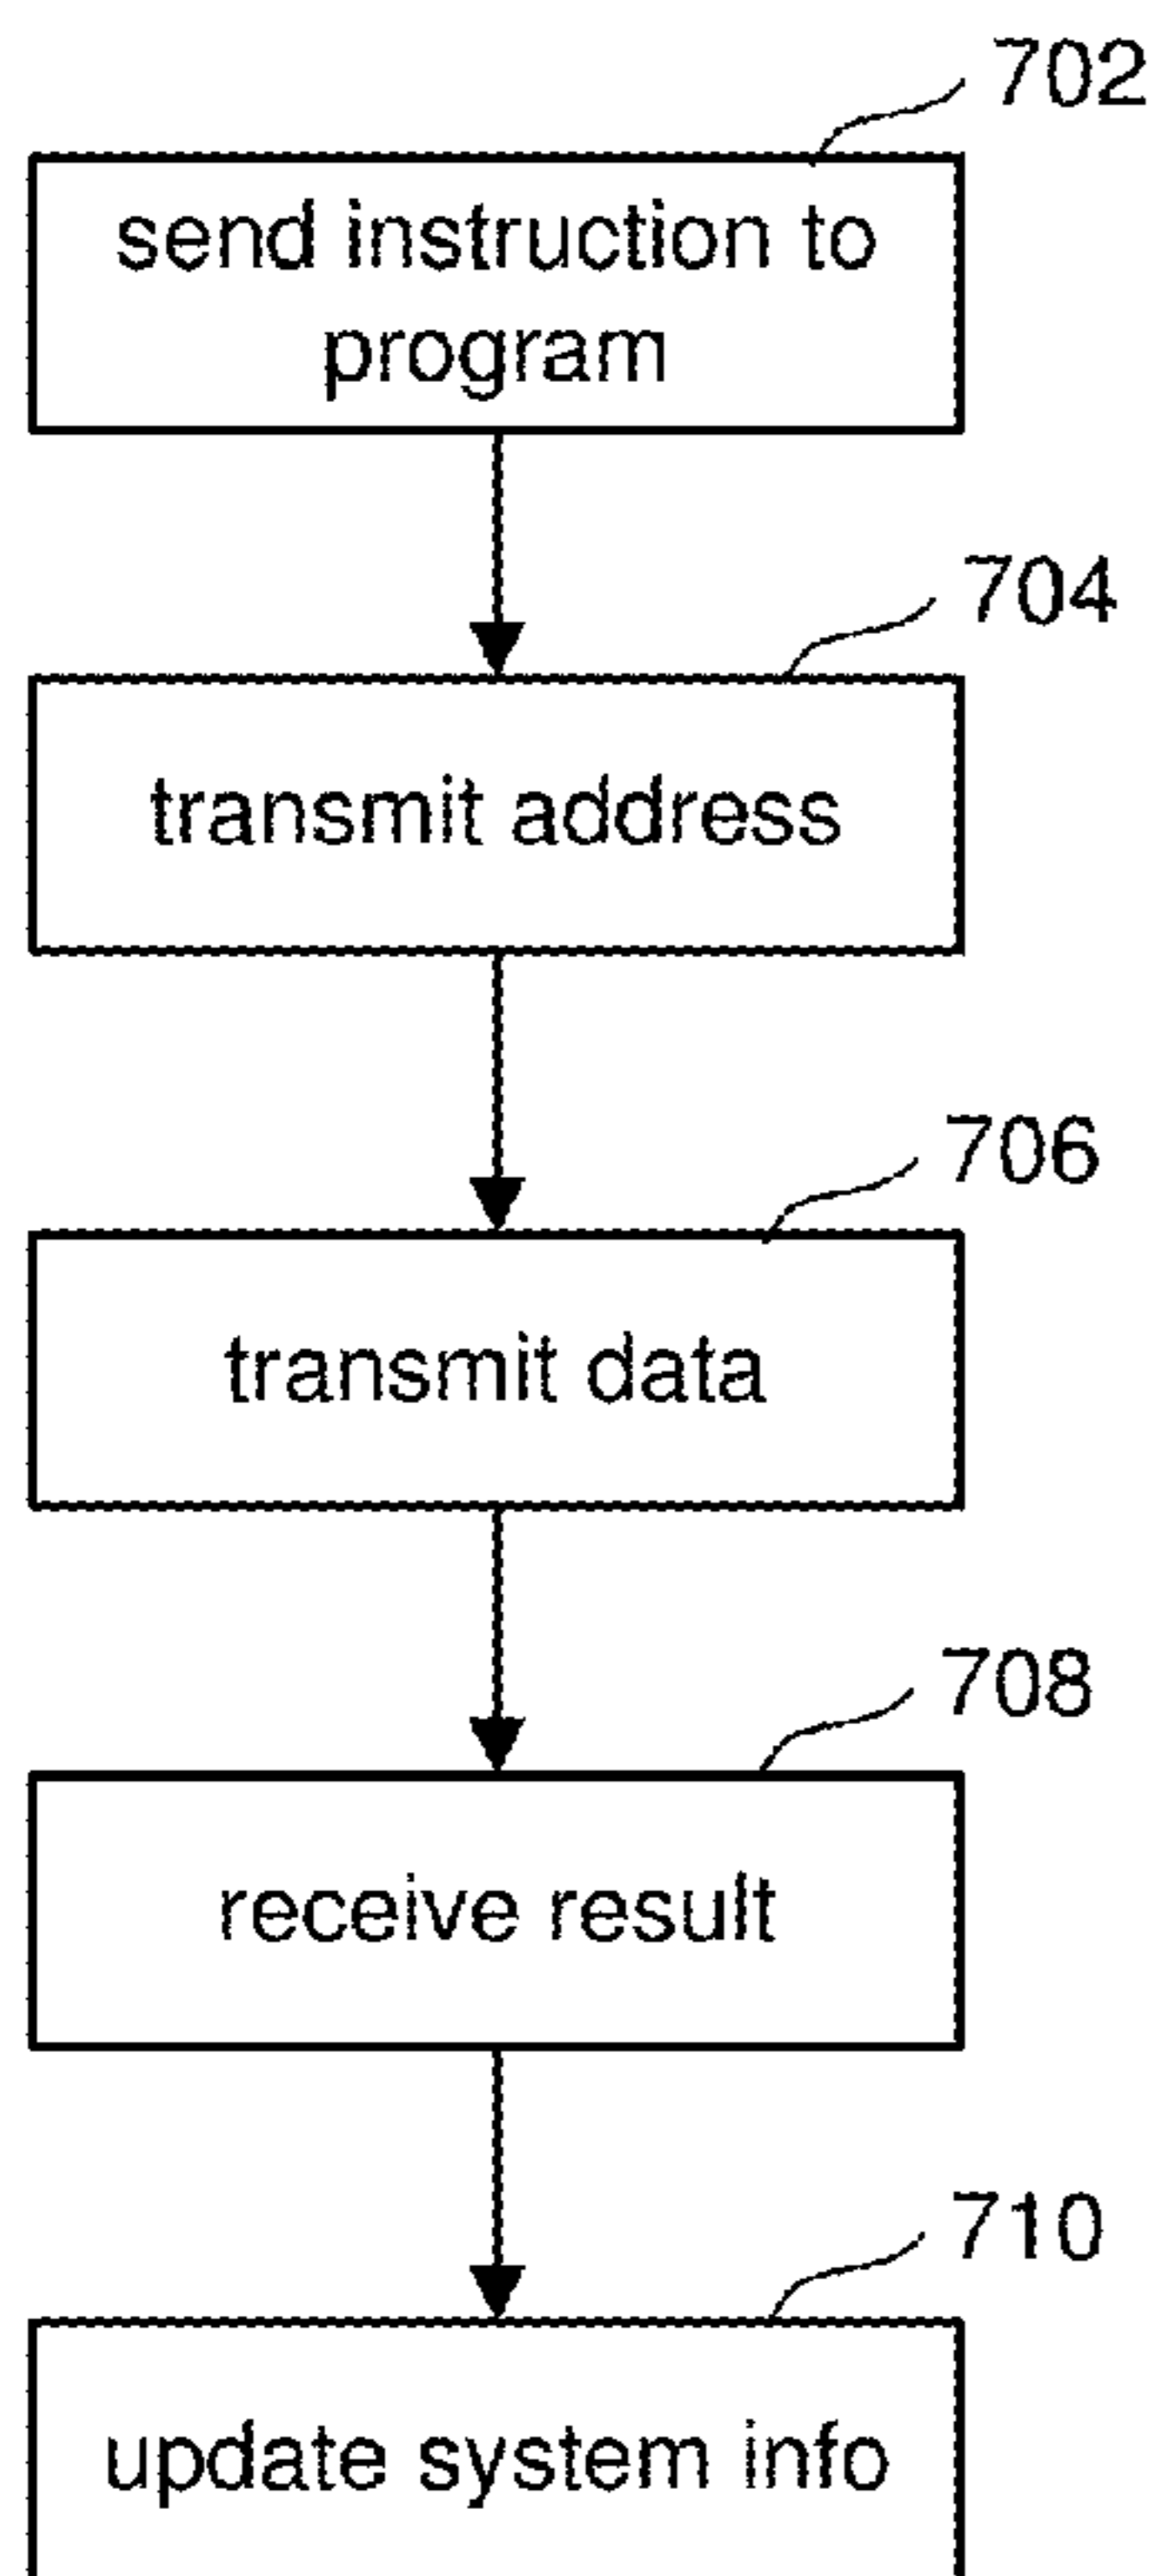 702
send instruction to
program
704
transmit address
706
transmit data
708
receive result
710
update system info